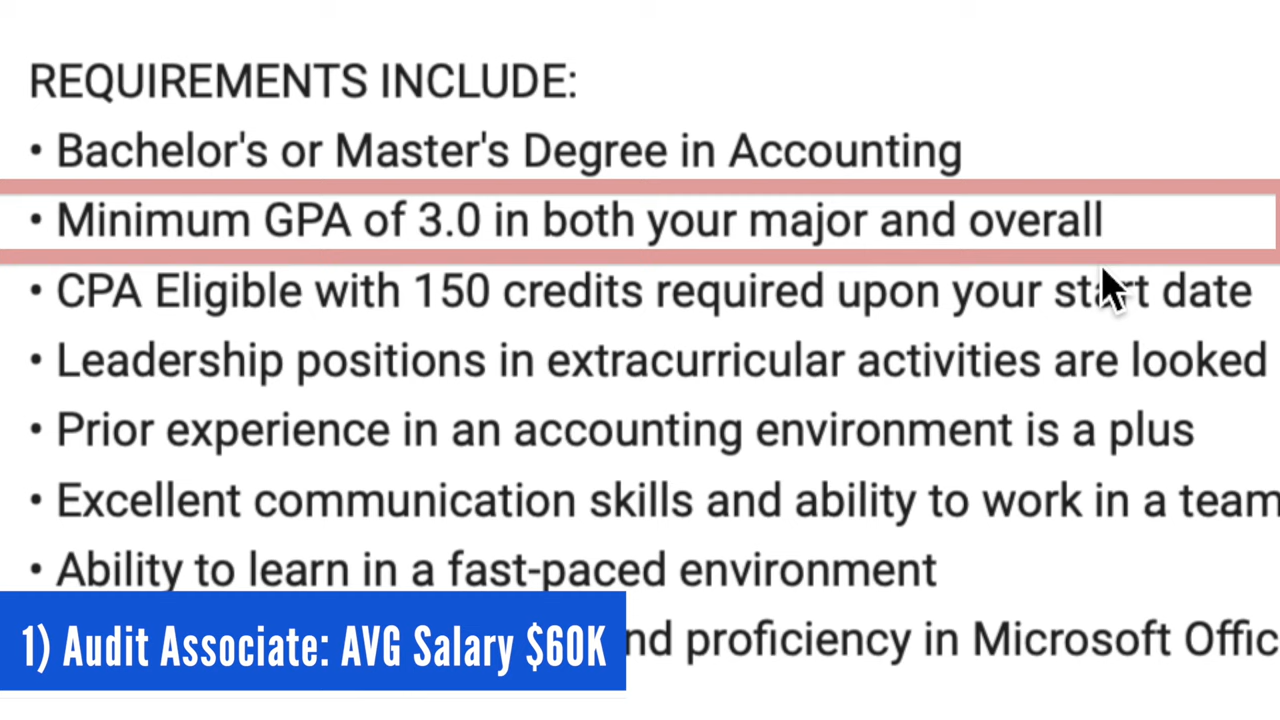 REQUIREMENTS INCLUDE:
• Bachelor's or Master's Degree in Accounting
• Minimum GPA of 3.0 in both your major and overall
• CPA Eligible with 150 credits required upon your start date
• Leadership positions in extracurricular activities are looked
• Prior experience in an accounting environment is a plus
• Excellent communication skills and ability to work in a team
• Ability to learn in a fast-paced environment
proficiency in Microsoft
1) Audit Associate: AVG Salary $60K